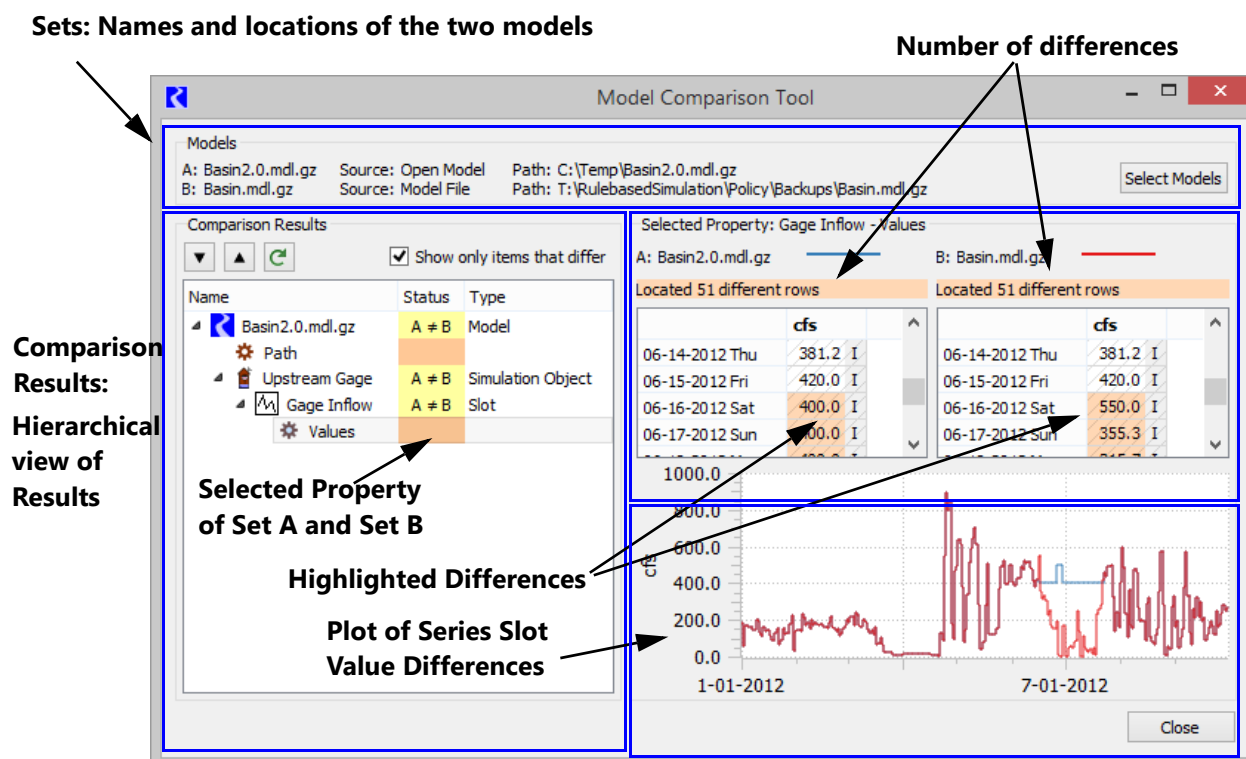 Sets: Names and locations of the two models
Number of differences
Model Comparison Tool
Models
A: Basin2.0.mdl.gz Source: Open Model Path: C:\Temp\Basin2.0.mdl.gz
B: Basin.mdl.gz Source: Model File Path: T:\RulebasedSimulation\Policy\Backups\Basin.mdl.gz
Select Models
Comparison Results
Show only items that differ
Name Status Type
Basin2.0.mdl.gz A ≠ B Model
Path
Upstream Gage A ≠ B Simulation Object
Gage Inflow A ≠ B Slot
Values
Comparison
Results:
Hierarchical
view of
Results
Selected Property
of Set A and Set B
Highlighted Differences
Plot of Series Slot
Value Differences
Selected Property: Gage Inflow - Values
A: Basin2.0.mdl.gz
Located 51 different rows
cfs
06-14-2012 Thu 381.2 I
06-15-2012 Fri 420.0 I
06-16-2012 Sat 400.0 I
06-17-2012 Sun 400.0 I
B: Basin.mdl.gz
Located 51 different rows
cfs
06-14-2012 Thu 381.2 I
06-15-2012 Fri 420.0 I
06-16-2012 Sat 550.0 I
06-17-2012 Sun 355.3 I
1000.0
800.0
600.0
400.0
200.0
0.0
cfs
1-01-2012 7-01-2012
Close